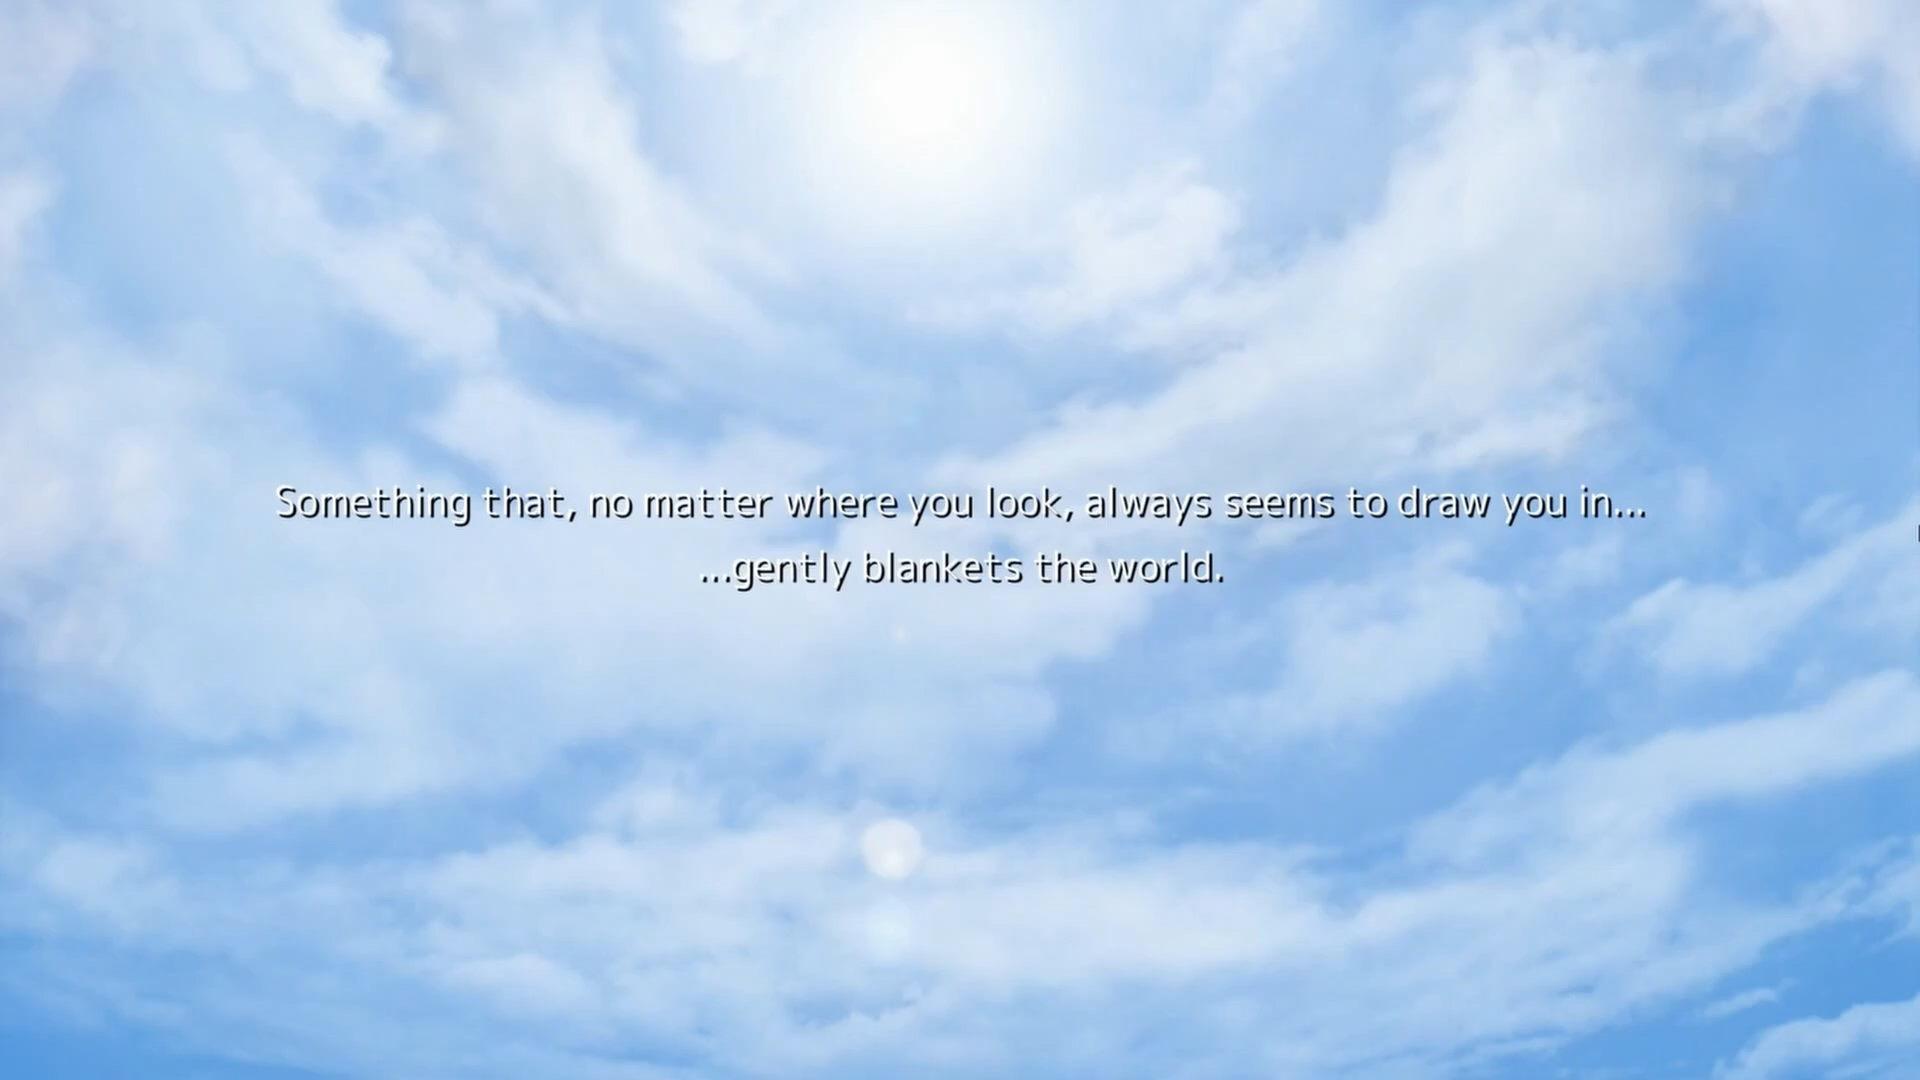 Something that, no matter where you look, always seems to draw you in...
...gently blankets the world.